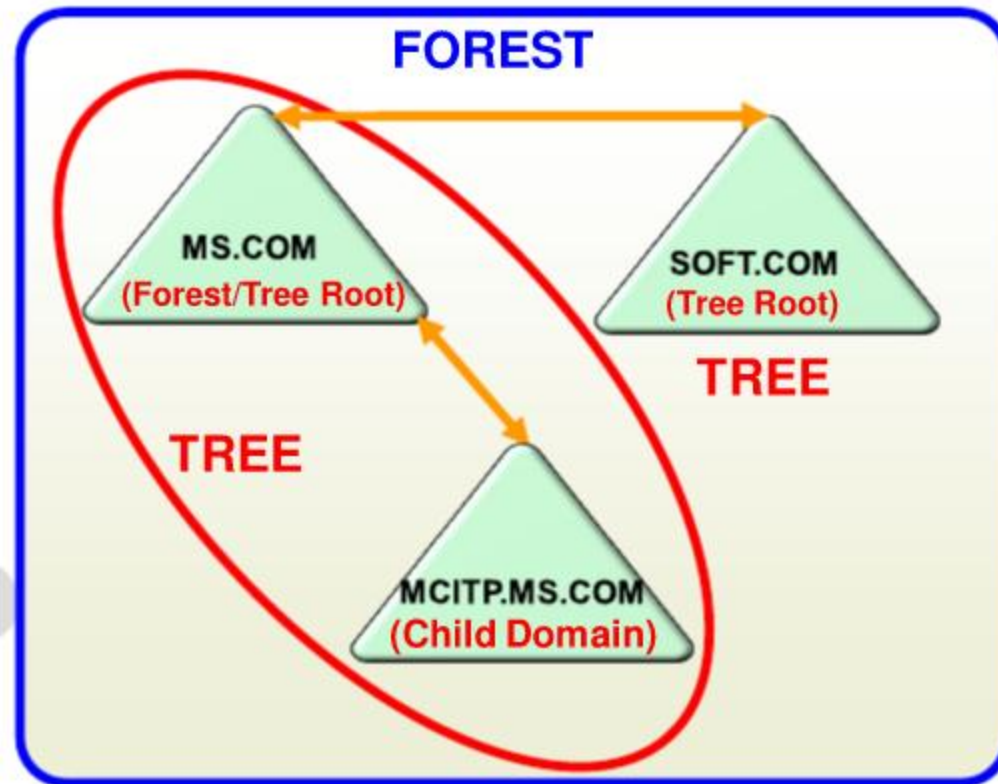 FOREST
MS.COM
(Forest/Tree Root)
SOFT.COM
(Tree Root)
TREE
TREE
MCITP.MS.COM
(Child Domain)